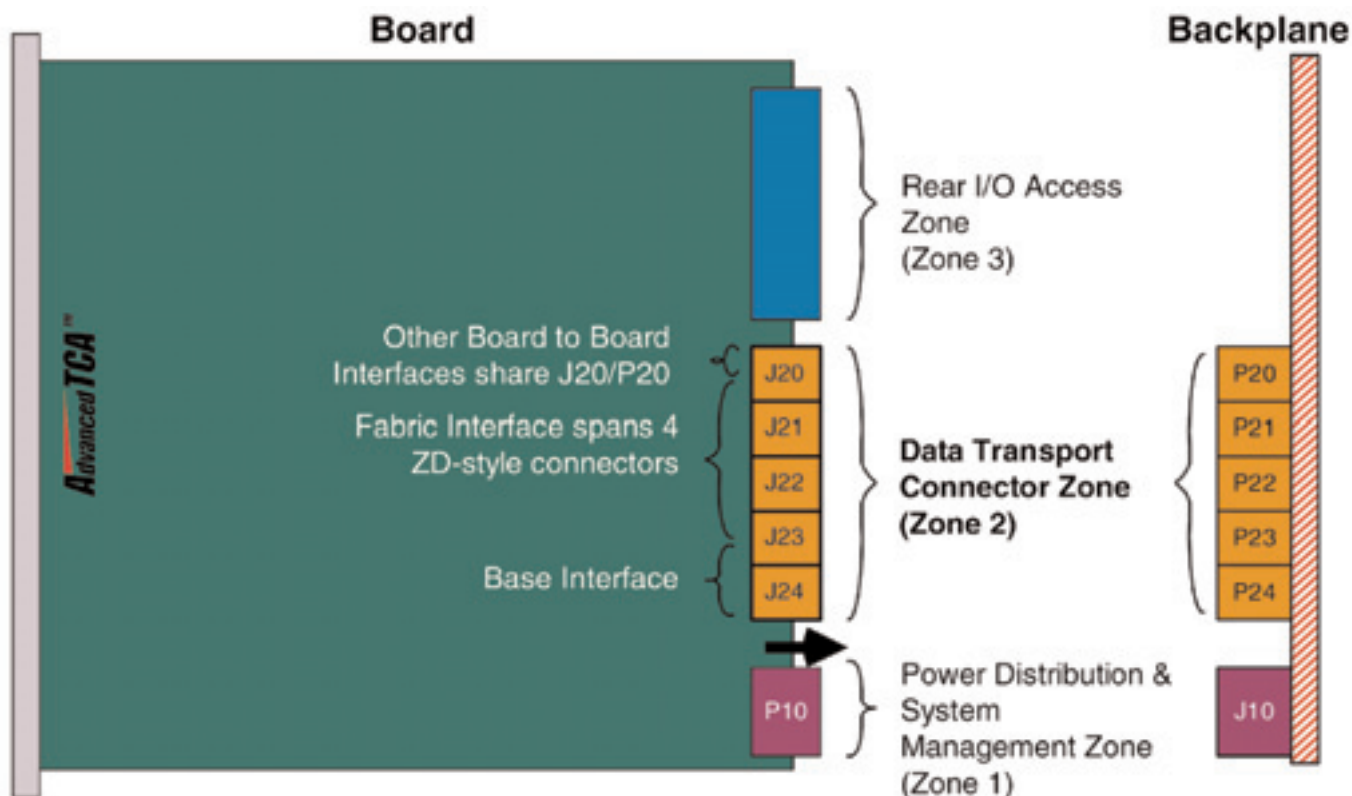 Board
Backplane
Rear I/O Access
Zone
(Zone 3)
AdvancedTCA™
Other Board to Board
Interfaces share J20/P20
Fabric Interface spans 4
ZD-style connectors
Base Interface
J20
J21
J22
J23
J24
P10
Data Transport
Connector Zone
(Zone 2)
Power Distribution &
System
Management Zone
(Zone 1)
P20
P21
P22
P23
P24
J10